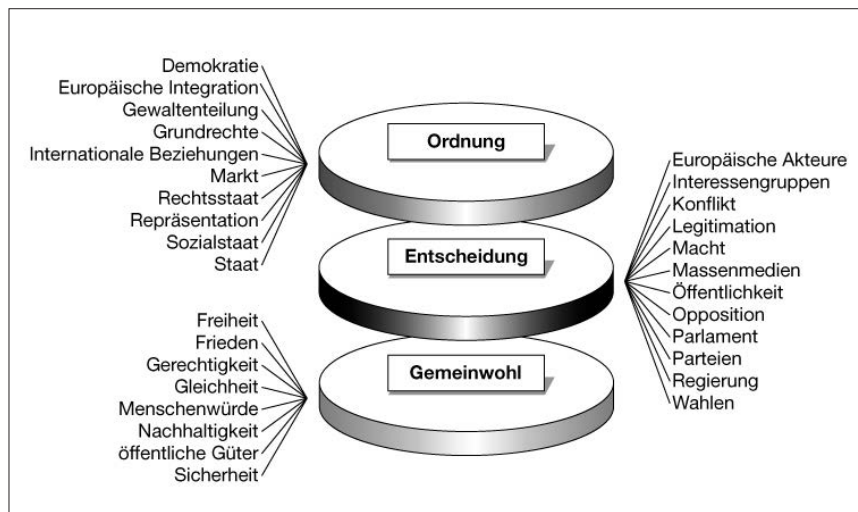 Demokratie
Europäische Integration
Gewaltenteilung
Grundrechte
Internationale Beziehungen
Markt
Rechtsstaat
Repräsentation
Sozialstaat
Staat
Ordnung
Entscheidung
Europäische Akteure
Interessengruppen
Konflikt
Legitimation
Macht
Massenmedien
Öffentlichkeit
Opposition
Parlament
Parteien
Regierung
Wahlen
Freiheit
Frieden
Gerechtigkeit
Gleichheit
Menschenwürde
Nachhaltigkeit
öffentliche Güter
Sicherheit
Gemeinwohl